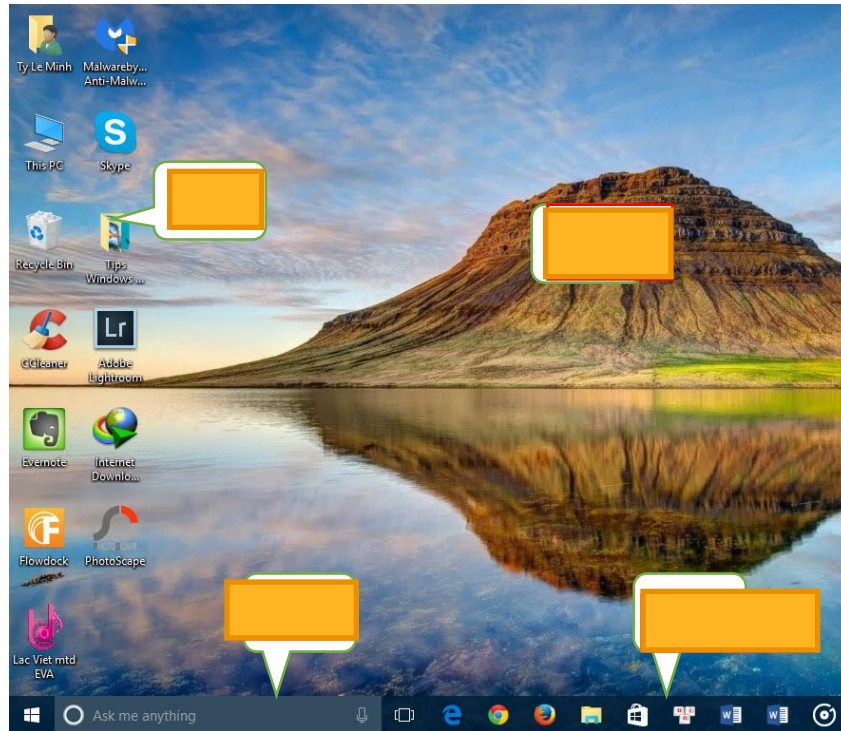 Ty Le Minh
Malwareby...
Anti-Malw...
This PC
Skype
Recycle Bin
Tips
Windows ...
CCleaner
Lr
Adobe
Lightroom
Evernote
Internet
Downlo...
Flowdock
PhotoScape
Lac Viet mtd
EVA
Ask me anything